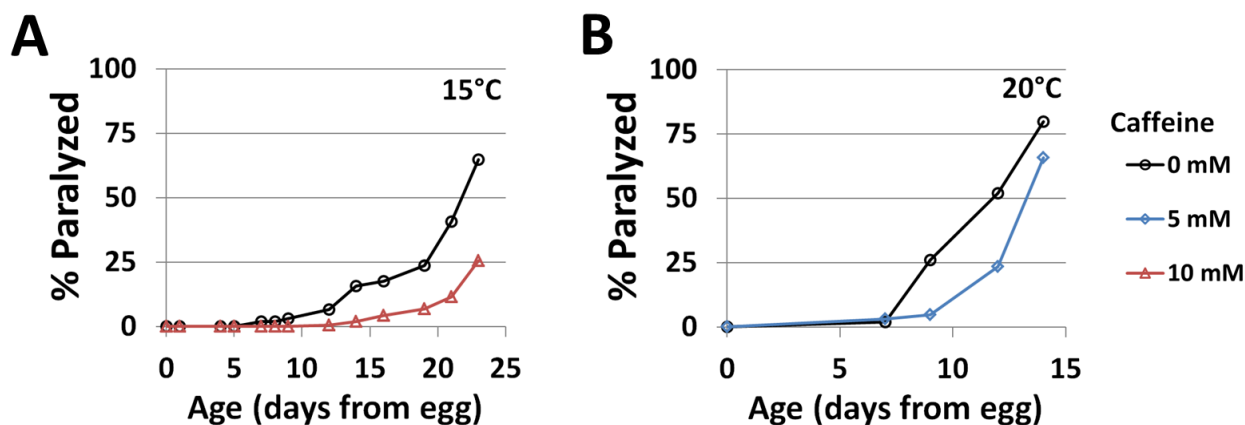 A
% Paralyzed
100
75
50
25
0
15°C
0 5 10 15 20 25
Age (days from egg)
B
% Paralyzed
100
75
50
25
0
20°C
0 5 10 15
Age (days from egg)
Caffeine
0 mM
5 mM
10 mM